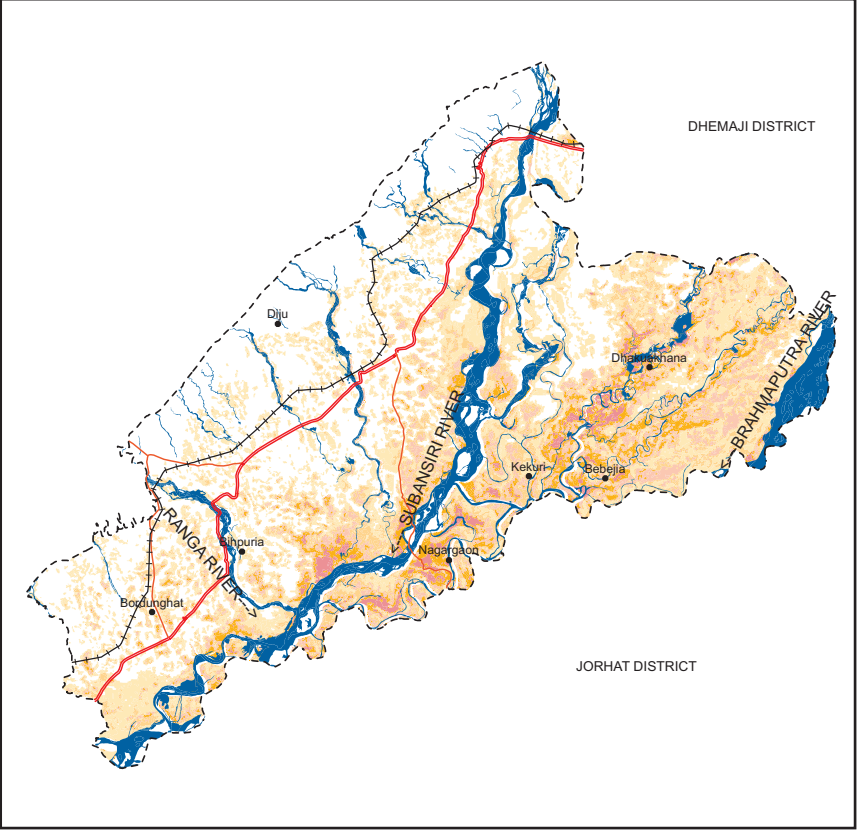 DHEMAJI DISTRICT
Diju
BRAHMAPUTRA RIVER
Dhakuakhana
SUBANSIRI RIVER
Kekuri
Bebejia
RANGA RIVER
Bihpuria
Nagargaon
Bordunghat
JORHAT DISTRICT